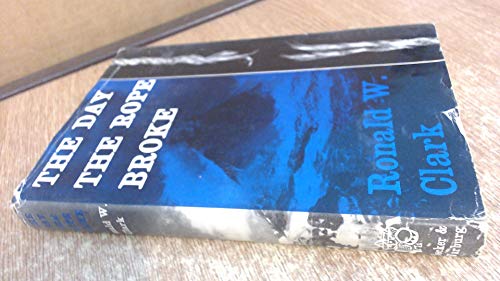 THE DAY
THE ROPE
BROKE
Ronald W.
Clark